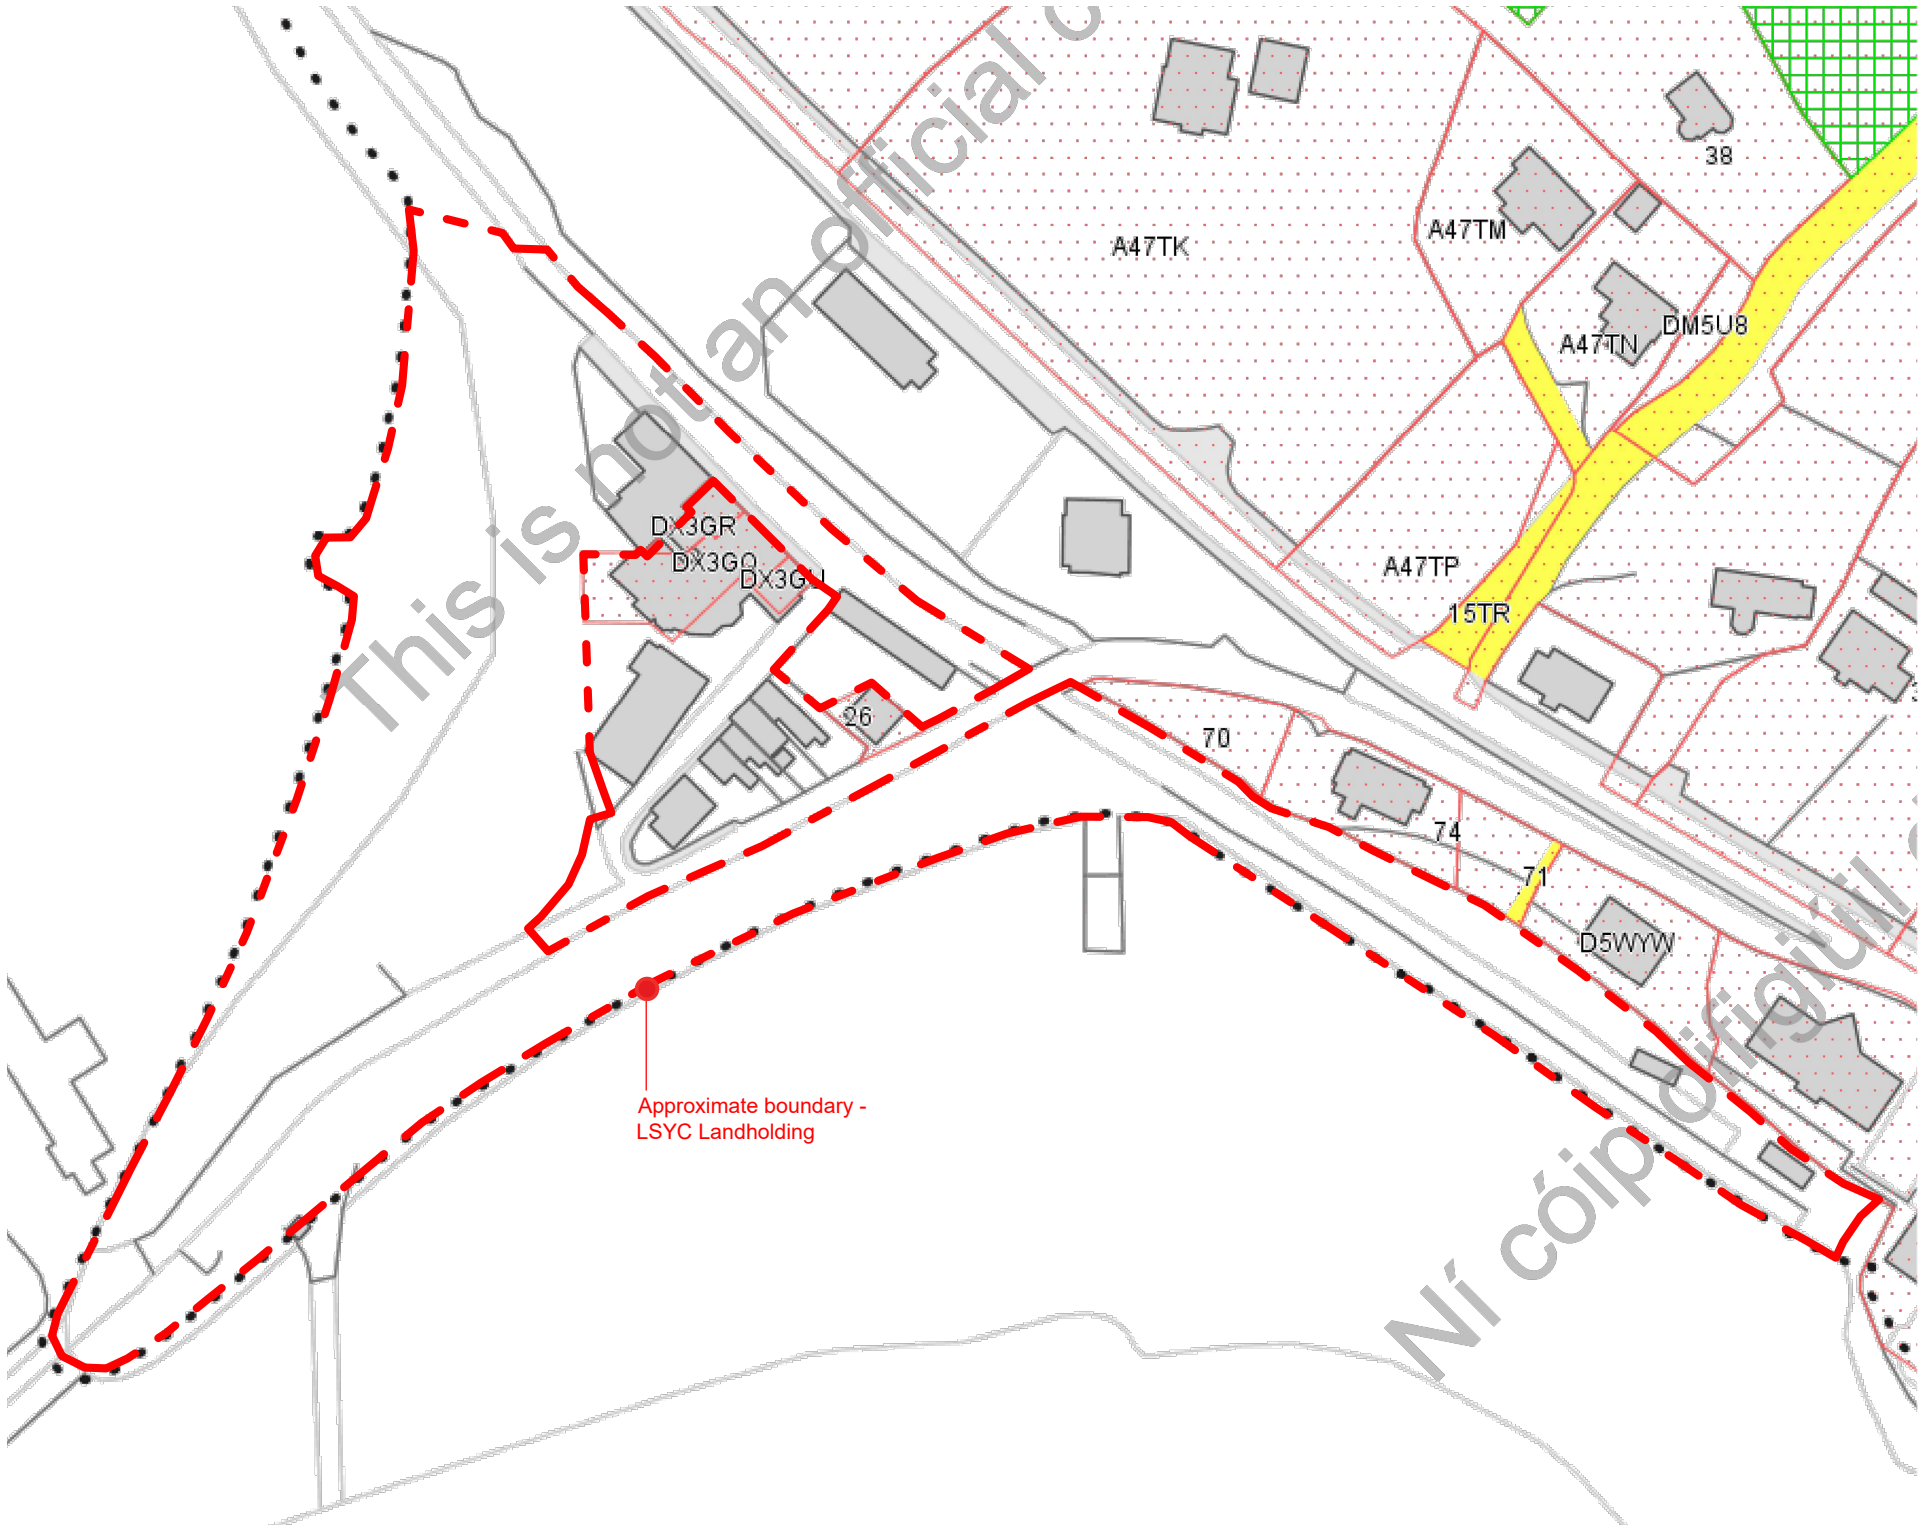 This is not an official c
38
A47TM
A47TK
DM5U8
A47TN
DX3GR
DX3GQ
DX3GU
A47TP
15TR
26
70
74
71
D5WYW
Approximate boundary -
LSYC Landholding
Ní cóip oifigiúil